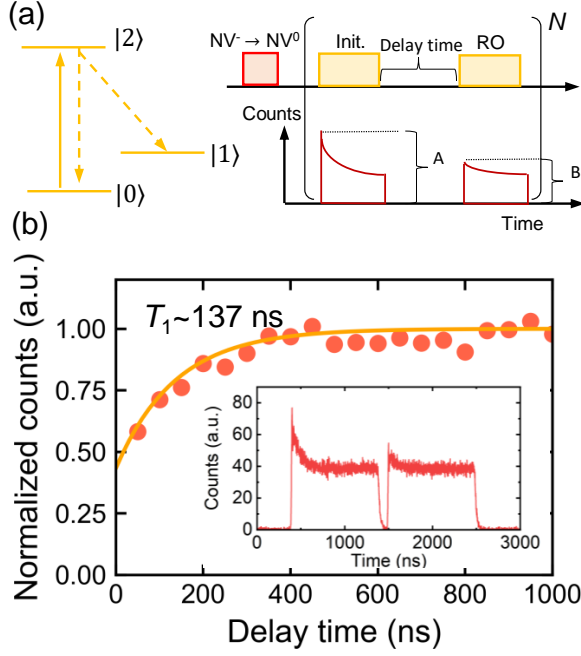 (a)
|2⟩
|1⟩
|0⟩
NV⁻ → NV⁰
Init.
Delay time
RO
N
Counts
A
B
Time
(b)
Normalized counts (a.u.)
1.00
0.75
0.50
0.25
0.00
T₁~137 ns
Counts (a.u.)
80
60
40
20
0
0
1000
2000
3000
Time (ns)
0
200
400
600
800
1000
Delay time (ns)